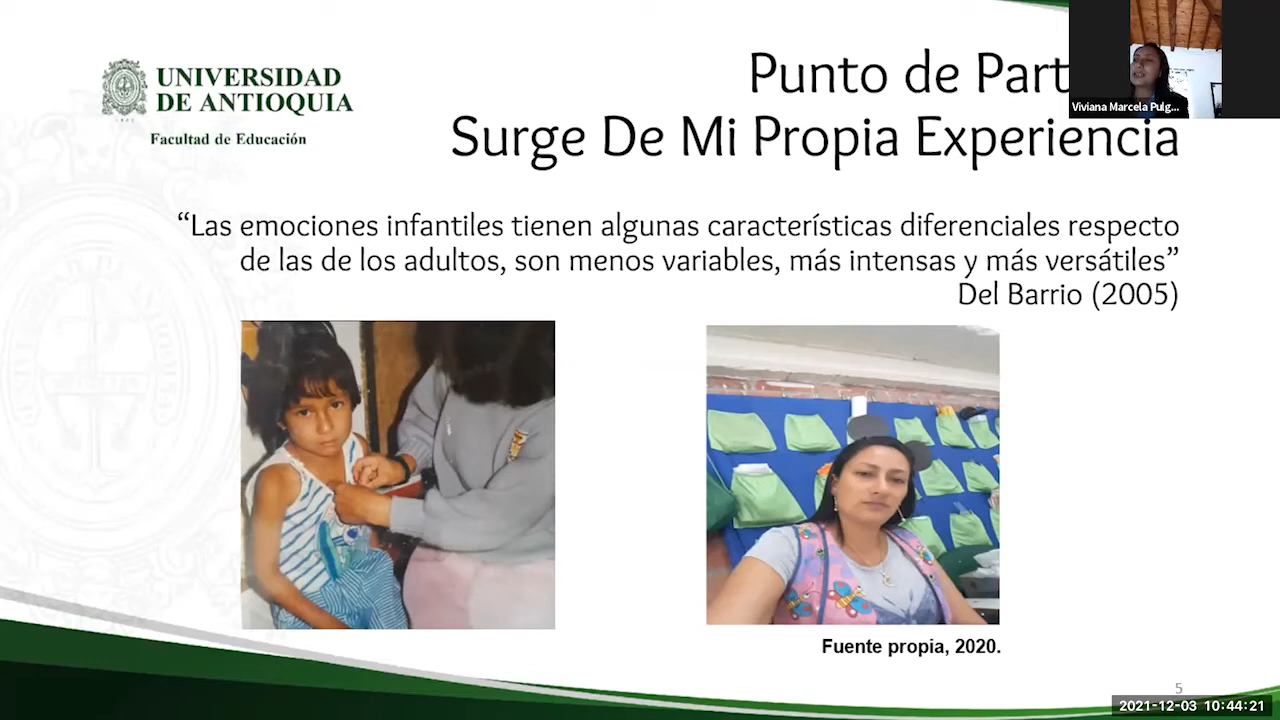 UNIVERSIDAD
DE ANTIOQUIA
Facultad de Educación
Punto de Part
Surge De Mi Propia Experiencia
Viviana Marcela Pulg...
“Las emociones infantiles tienen algunas características diferenciales respecto
de las de los adultos, son menos variables, más intensas y más versátiles”
Del Barrio (2005)
Fuente propia, 2020.
5
2021-12-03 10:44:21